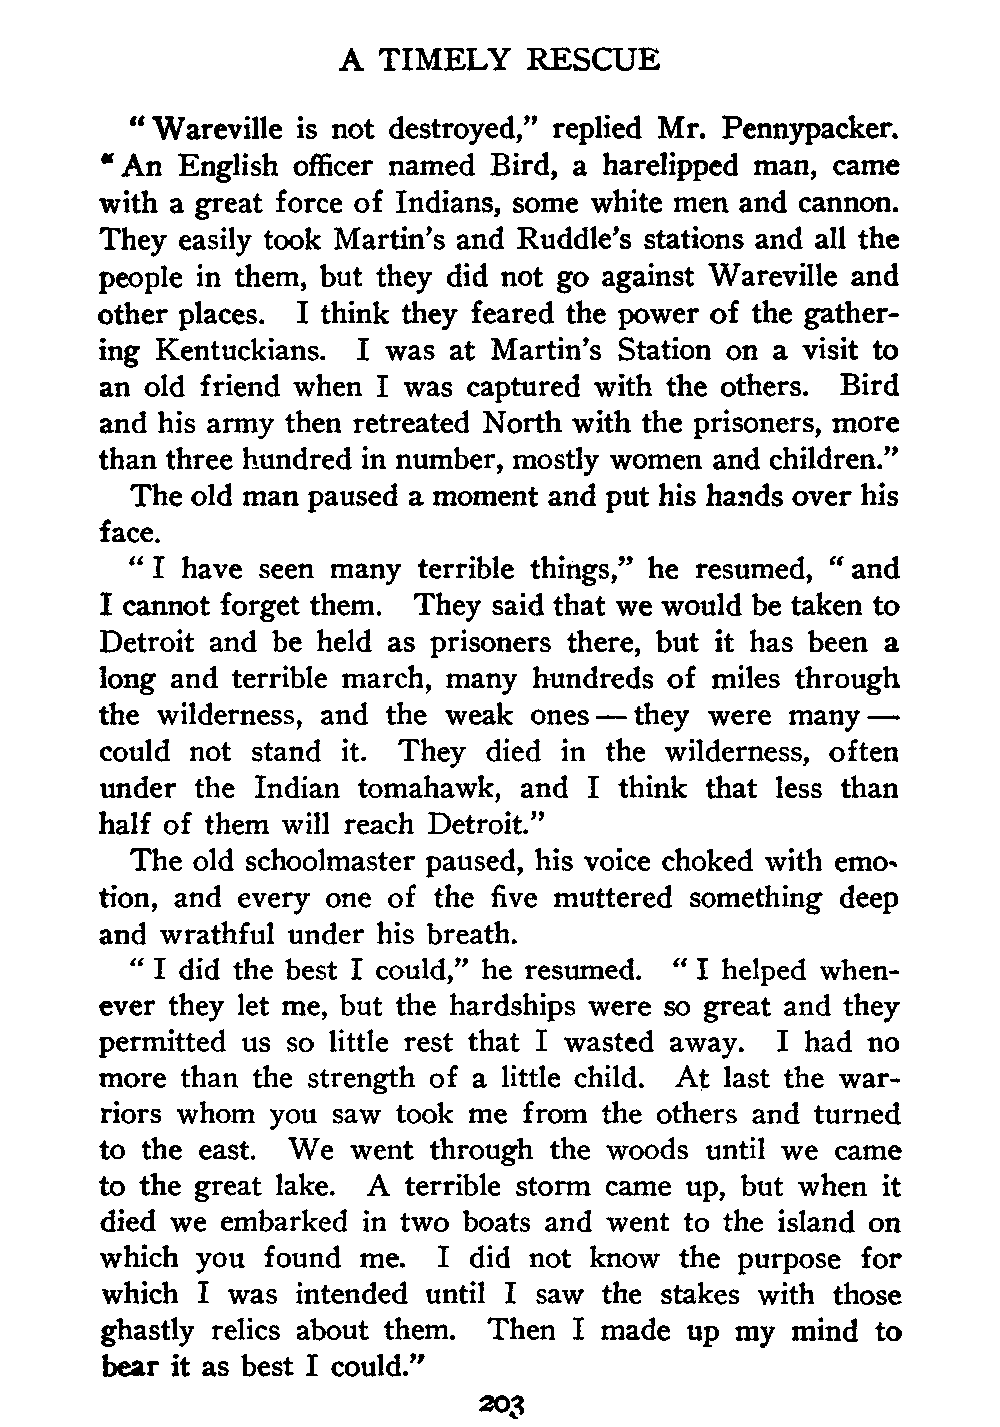 A TIMELY RESCUE
“Wareville is not destroyed,” replied Mr. Pennypacker.
“An English officer named Bird, a harelipped man, came
with a great force of Indians, some white men and cannon.
They easily took Martin’s and Ruddle’s stations and all the
people in them, but they did not go against Wareville and
other places. I think they feared the power of the gather-
ing Kentuckians. I was at Martin’s Station on a visit to
an old friend when I was captured with the others. Bird
and his army then retreated North with the prisoners, more
than three hundred in number, mostly women and children.”
The old man paused a moment and put his hands over his
face.
“I have seen many terrible things,” he resumed, “and
I cannot forget them. They said that we would be taken to
Detroit and be held as prisoners there, but it has been a
long and terrible march, many hundreds of miles through
the wilderness, and the weak ones — they were many —
could not stand it. They died in the wilderness, often
under the Indian tomahawk, and I think that less than
half of them will reach Detroit.”
The old schoolmaster paused, his voice choked with emo-
tion, and every one of the five muttered something deep
and wrathful under his breath.
“I did the best I could,” he resumed. “I helped when-
ever they let me, but the hardships were so great and they
permitted us so little rest that I wasted away. I had no
more than the strength of a little child. At last the war-
riors whom you saw took me from the others and turned
to the east. We went through the woods until we came
to the great lake. A terrible storm came up, but when it
died we embarked in two boats and went to the island on
which you found me. I did not know the purpose for
which I was intended until I saw the stakes with those
ghastly relics about them. Then I made up my mind to
bear it as best I could.”
203